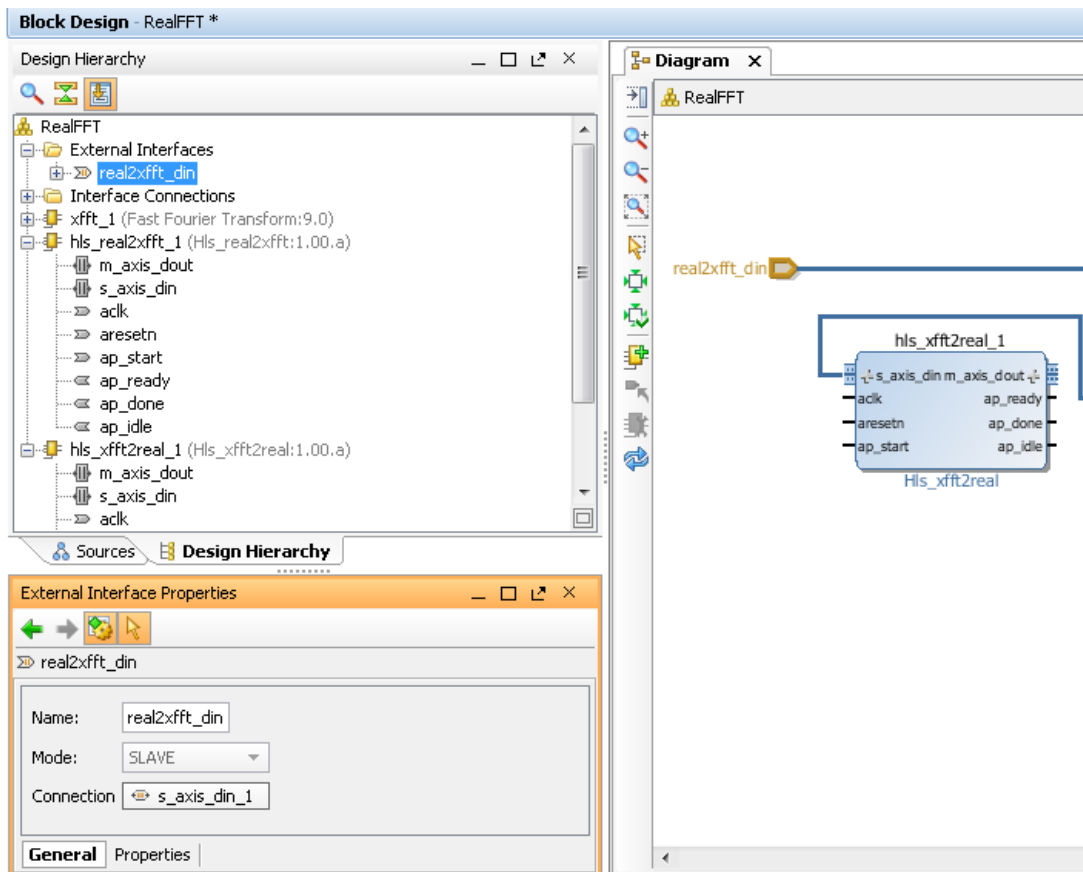 Block Design - RealFFT *
Design Hierarchy
RealFFT
External Interfaces
real2xfft_din
Interface Connections
xfft_1 (Fast Fourier Transform:9.0)
hls_real2xfft_1 (Hls_real2xfft:1.00.a)
m_axis_dout
s_axis_din
aclk
aresetn
ap_start
ap_ready
ap_done
ap_idle
hls_xfft2real_1 (Hls_xfft2real:1.00.a)
m_axis_dout
s_axis_din
aclk
Sources
Design Hierarchy
External Interface Properties
real2xfft_din
Name: real2xfft_din
Mode: SLAVE
Connection s_axis_din_1
General Properties
Diagram
RealFFT
real2xfft_din
hls_xfft2real_1
s_axis_din m_axis_dout
aclk ap_ready
aresetn ap_done
ap_start ap_idle
Hls_xfft2real